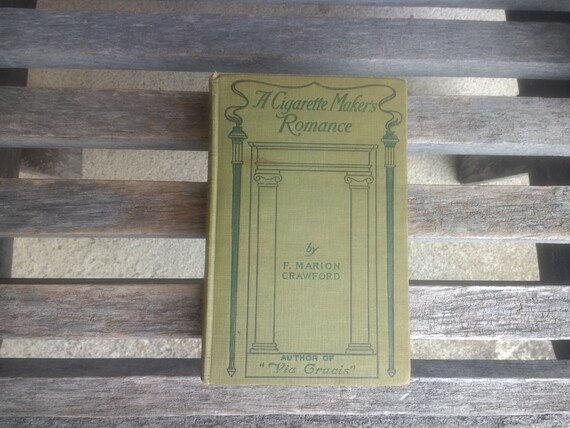 A Cigarette Maker's
Romance
by
F. MARION
CRAWFORD
AUTHOR OF
"Via Crucis"